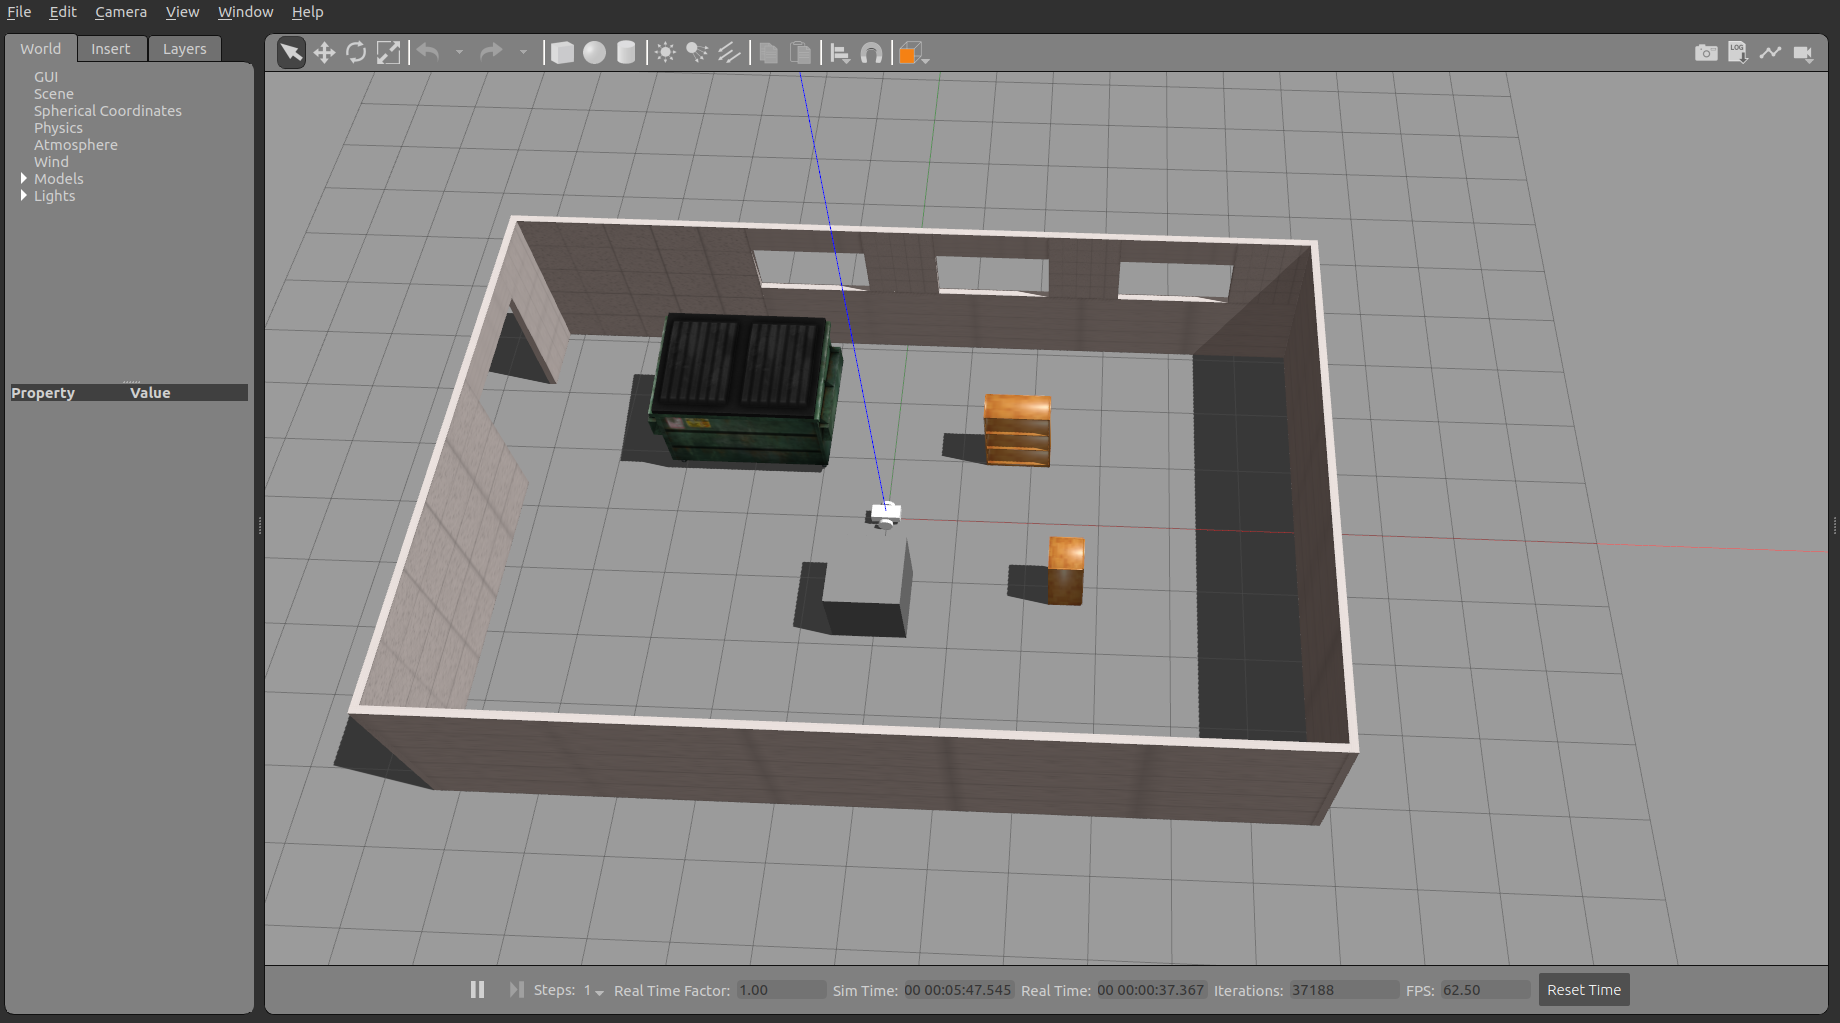 File Edit Camera View Window Help
World Insert Layers
LOG
GUI
Scene
Spherical Coordinates
Physics
Atmosphere
Wind
Models
Lights
Property Value
Steps: 1 Real Time Factor: 1.00 Sim Time: 00 00:05:47.545 Real Time: 00 00:00:37.367 Iterations: 37188 FPS: 62.50 Reset Time